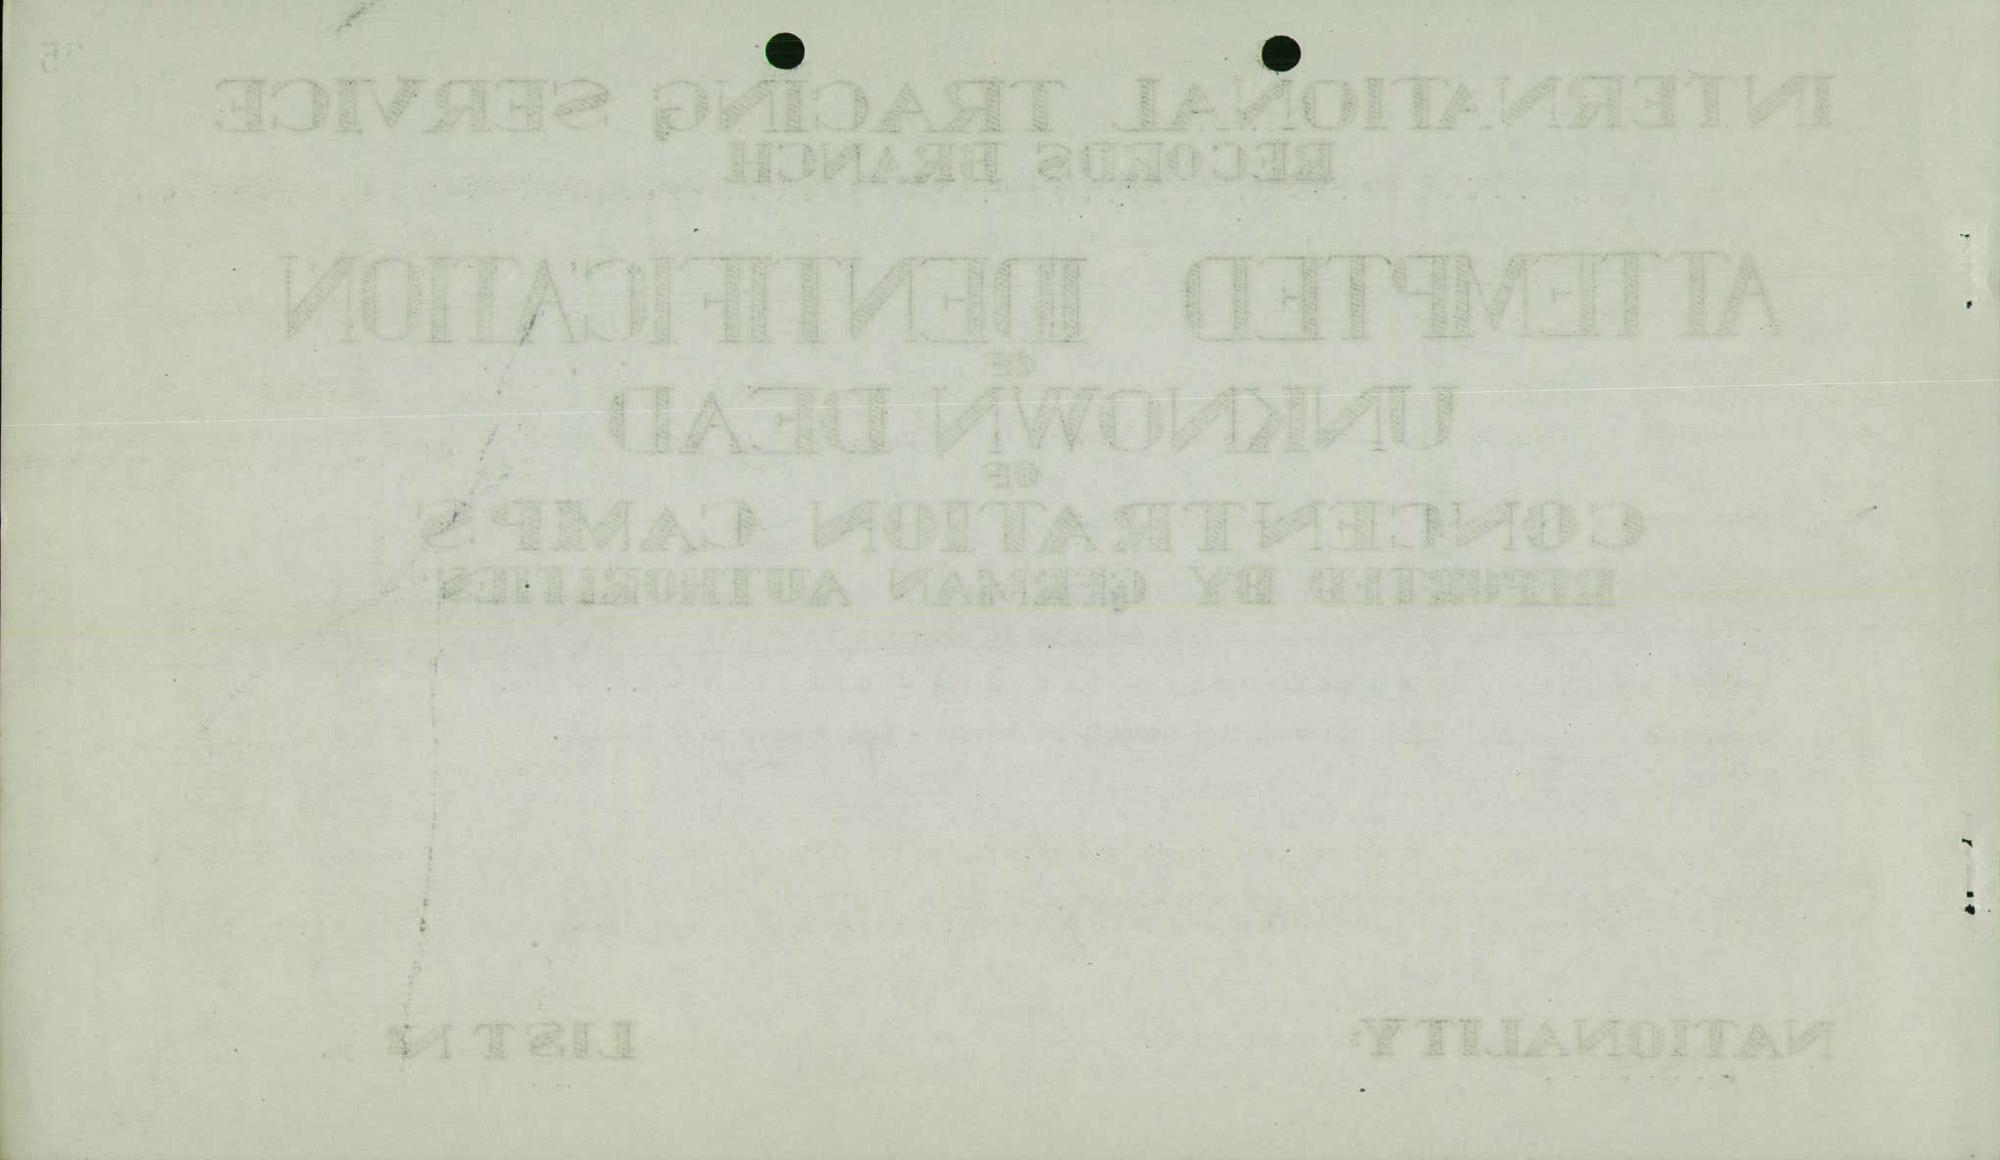 INTERNATIONAL TRACING SERVICE
RECORDS BRANCH
ATTEMPTED IDENTIFICATION
OF
UNKNOWN DEAD
OF
CONCENTRATION CAMPS
REPORTED BY GERMAN AUTHORITIES
NATIONALITY: LIST Nº